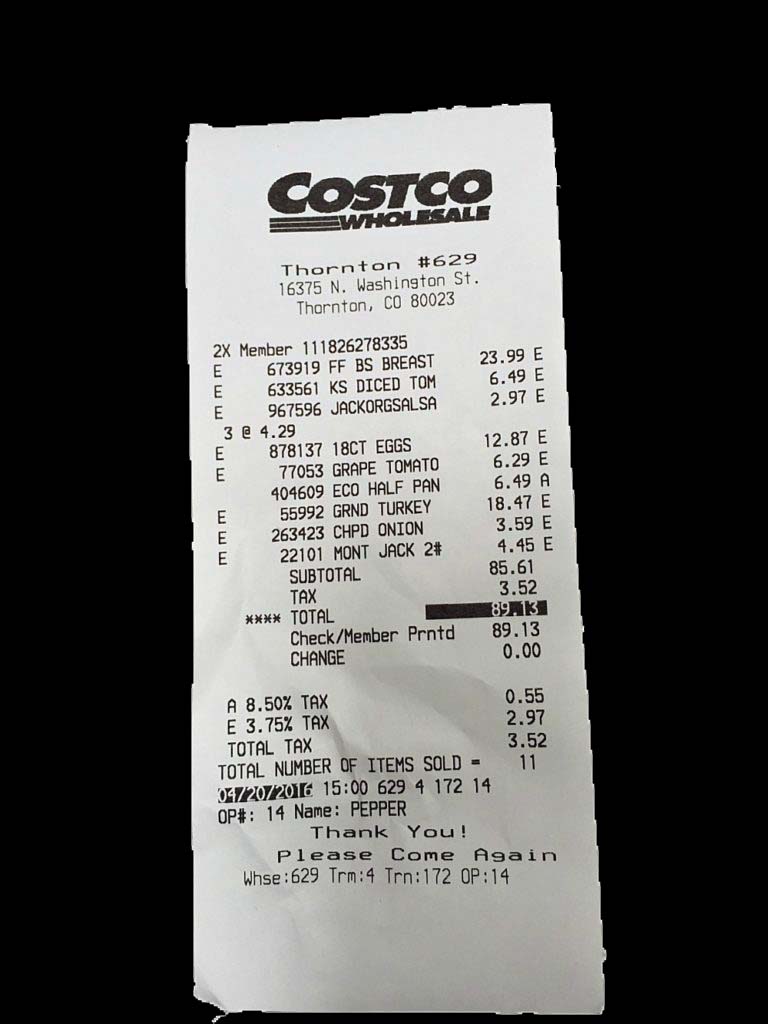 COSTCO
WHOLESALE
Thornton #629
16375 N. Washington St.
Thornton, CO 80023
2X Member 111826278335
E 673919 FF BS BREAST 23.99 E
E 633561 KS DICED TOM 6.49 E
E 967596 JACKORGSALSA 2.97 E
3 @ 4.29
E 878137 18CT EGGS 12.87 E
E 77053 GRAPE TOMATO 6.29 E
404609 ECO HALF PAN 6.49 A
E 55992 GRND TURKEY 18.47 E
E 263423 CHPD ONION 3.59 E
E 22101 MONT JACK 2# 4.45 E
SUBTOTAL 85.61
TAX 3.52
**** TOTAL 89.13
Check/Member Prntd 89.13
CHANGE 0.00
A 8.50% TAX 0.55
E 3.75% TAX 2.97
TOTAL TAX 3.52
TOTAL NUMBER OF ITEMS SOLD = 11
04/20/2016 15:00 629 4 172 14
OP#: 14 Name: PEPPER
Thank You!
Please Come Again
Whse:629 Trm:4 Trn:172 OP:14